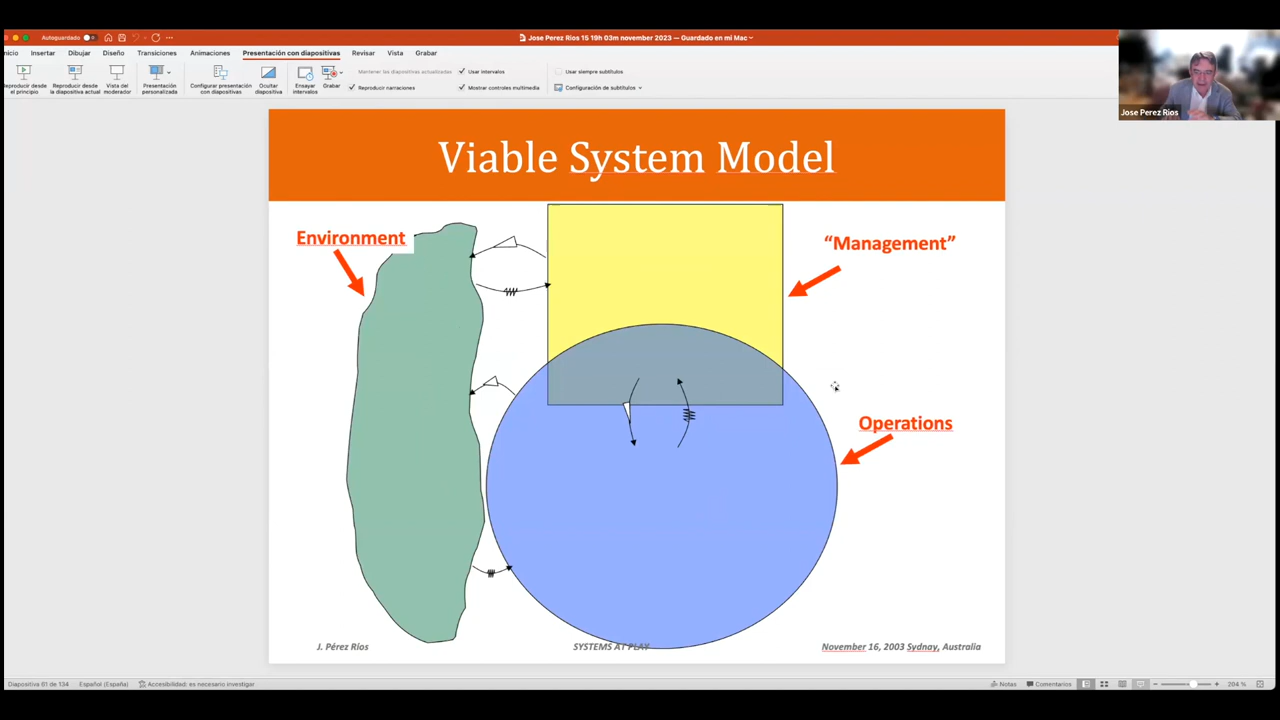 Autoguardado
Jose Perez Rios 15 19h 03m november 2023 — Guardado en mi Mac
Inicio Insertar Dibujar Diseño Transiciones Animaciones Presentación con diapositivas Revisar Vista Grabar
Reproducir desde el principio
Reproducir desde la diapositiva actual
Vista del moderador
Presentación personalizada
Configurar presentación con diapositivas
Ocultar diapositiva
Ensayar intervalos
Grabar
Mantener las diapositivas actualizadas
Reproducir narraciones
Usar intervalos
Mostrar controles multimedia
Usar siempre subtítulos
Configuración de subtítulos
Jose Perez Rios
Viable System Model
Environment
“Management”
Operations
J. Pérez Ríos
SYSTEMS AT PLAY
November 16, 2003 Sydnay, Australia
Diapositiva 61 de 134 Español (España) Accesibilidad: es necesario investigar
Notas Comentarios 204 %